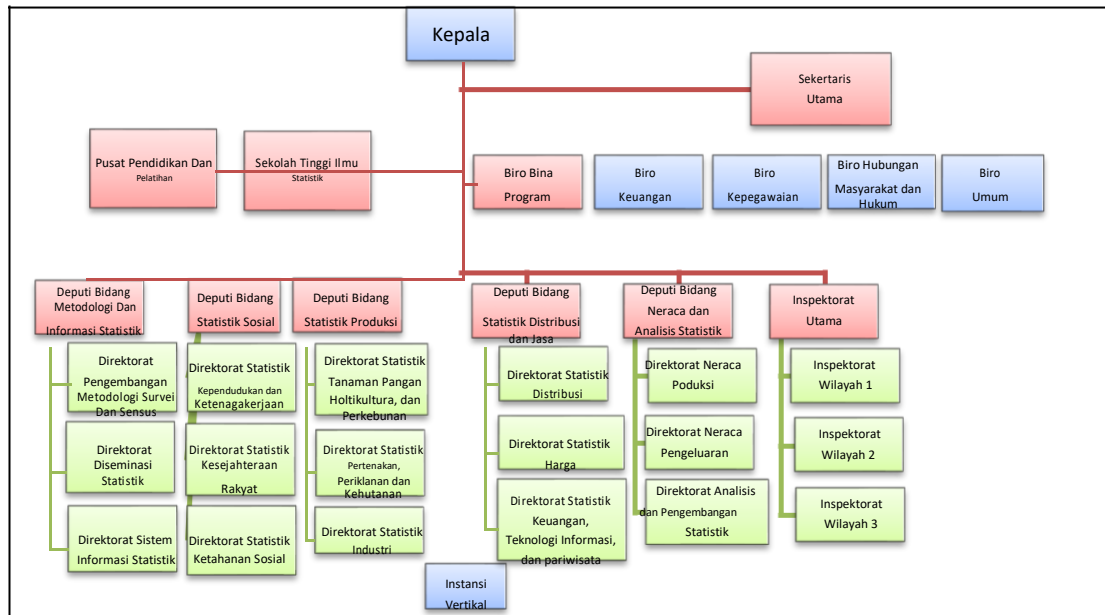 Kepala
Sekertaris
Utama
Pusat Pendidikan Dan
Pelatihan
Sekolah Tinggi Ilmu
Statistik
Biro Bina
Program
Biro
Keuangan
Biro
Kepegawaian
Biro Hubungan
Masyarakat dan
Hukum
Biro
Umum
Deputi Bidang
Metodologi Dan
Informasi Statistik
Deputi Bidang
Statistik Sosial
Deputi Bidang
Statistik Produksi
Deputi Bidang
Statistik Distribusi
dan Jasa
Deputi Bidang
Neraca dan
Analisis Statistik
Inspektorat
Utama
Direktorat
Pengembangan
Metodologi Survei
Dan Sensus
Direktorat Statistik
Kependudukan dan
Ketenagakerjaan
Direktorat Statistik
Tanaman Pangan
Holtikultura, dan
Perkebunan
Direktorat Statistik
Distribusi
Direktorat Neraca
Poduksi
Inspektorat
Wilayah 1
Direktorat
Diseminasi
Statistik
Direktorat Statistik
Kesejahteraan
Rakyat
Direktorat Statistik
Pertenakan,
Periklanan dan
Kehutanan
Direktorat Statistik
Harga
Direktorat Neraca
Pengeluaran
Inspektorat
Wilayah 2
Direktorat Sistem
Informasi Statistik
Direktorat Statistik
Ketahanan Sosial
Direktorat Statistik
Industri
Direktorat Statistik
Keuangan,
Teknologi Informasi,
dan pariwisata
Direktorat Analisis
dan Pengembangan
Statistik
Inspektorat
Wilayah 3
Instansi
Vertikal